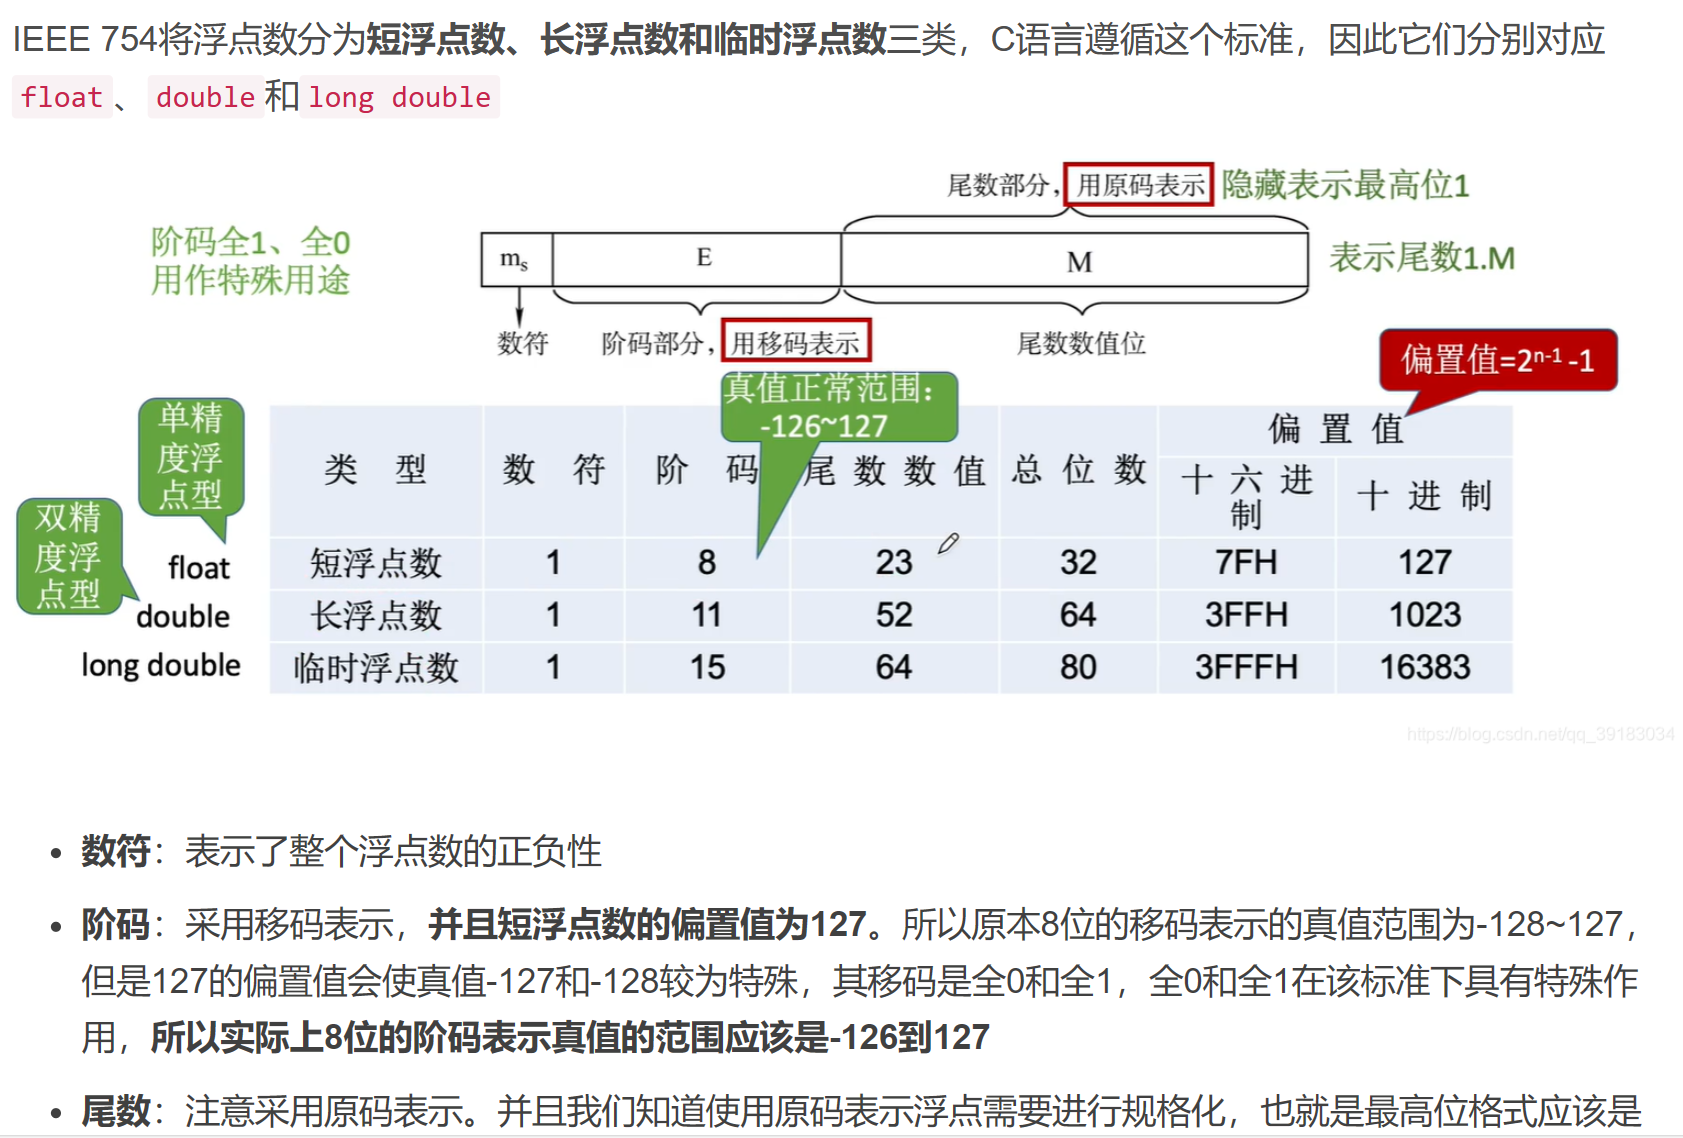 IEEE 754将浮点数分为短浮点数、长浮点数和临时浮点数三类，C语言遵循这个标准，因此它们分别对应
float、double和long double
尾数部分，用原码表示 隐藏表示最高位1
阶码全1、全0
用作特殊用途
ms E M
表示尾数1.M
数符 阶码部分，用移码表示 尾数数值位
偏置值=2^n-1 -1
真值正常范围：
-126~127
单精
度浮
点型
双精
度浮
点型
类 型 数 符 阶 码 尾数数值 总位数 偏置值
十六进制 十进制
float 短浮点数 1 8 23 32 7FH 127
double 长浮点数 1 11 52 64 3FFH 1023
long double 临时浮点数 1 15 64 80 3FFFH 16383
https://blog.csdn.net/qq_39183034
• 数符：表示了整个浮点数的正负性
• 阶码：采用移码表示，并且短浮点数的偏置值为127。所以原本8位的移码表示的真值范围为-128~127，
但是127的偏置值会使真值-127和-128较为特殊，其移码是全0和全1，全0和全1在该标准下具有特殊作
用，所以实际上8位的阶码表示真值的范围应该是-126到127
• 尾数：注意采用原码表示。并且我们知道使用原码表示浮点需要进行规格化，也就是最高位格式应该是